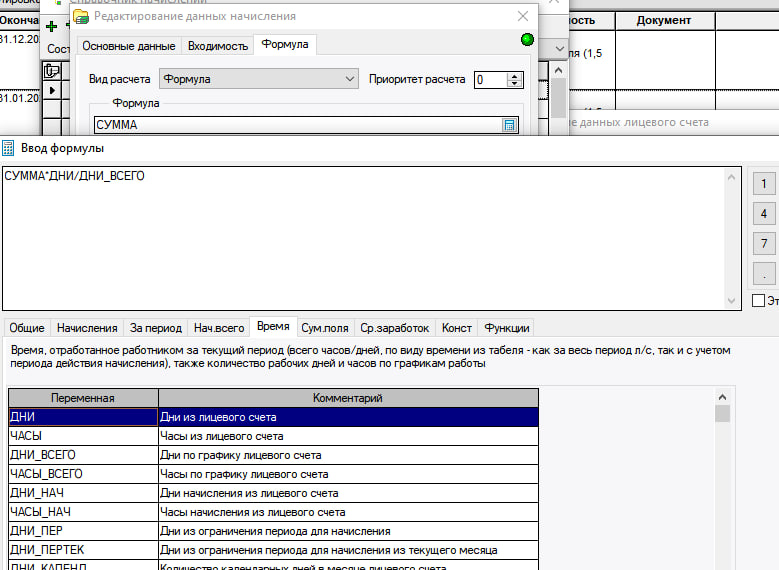 Справочник начислений
Оконча
ность
Документ
Редактирование данных начисления
31.12.20
Сост
Основные данные
Входимость
Формула
ля (1,5
Вид расчета
Формула
Приоритет расчета
0
31.01.20
Формула
СУММА
е данных лицевого счета
Ввод формулы
СУММА*ДНИ/ДНИ_ВСЕГО
1
4
7
.
Эт
Общие
Начисления
За период
Нач.всего
Время
Сум.поля
Ср.заработок
Конст
Функции
Время, отработанное работником за текущий период (всего часов/дней, по виду времени из табеля - как за весь период л/с, так и с учетом
периода действия начисления), также количество рабочих дней и часов по графикам работы
Переменная
Комментарий
ДНИ
Дни из лицевого счета
ЧАСЫ
Часы из лицевого счета
ДНИ_ВСЕГО
Дни по графику лицевого счета
ЧАСЫ_ВСЕГО
Часы по графику лицевого счета
ДНИ_НАЧ
Дни начисления из лицевого счета
ЧАСЫ_НАЧ
Часы начисления из лицевого счета
ДНИ_ПЕР
Дни из ограничения периода для начисления
ДНИ_ПЕРТЕК
Дни из ограничения периода для начисления из текущего месяца
ДНИ_КАЛЕНД
Количество календарных дней в месяце лицевого счета